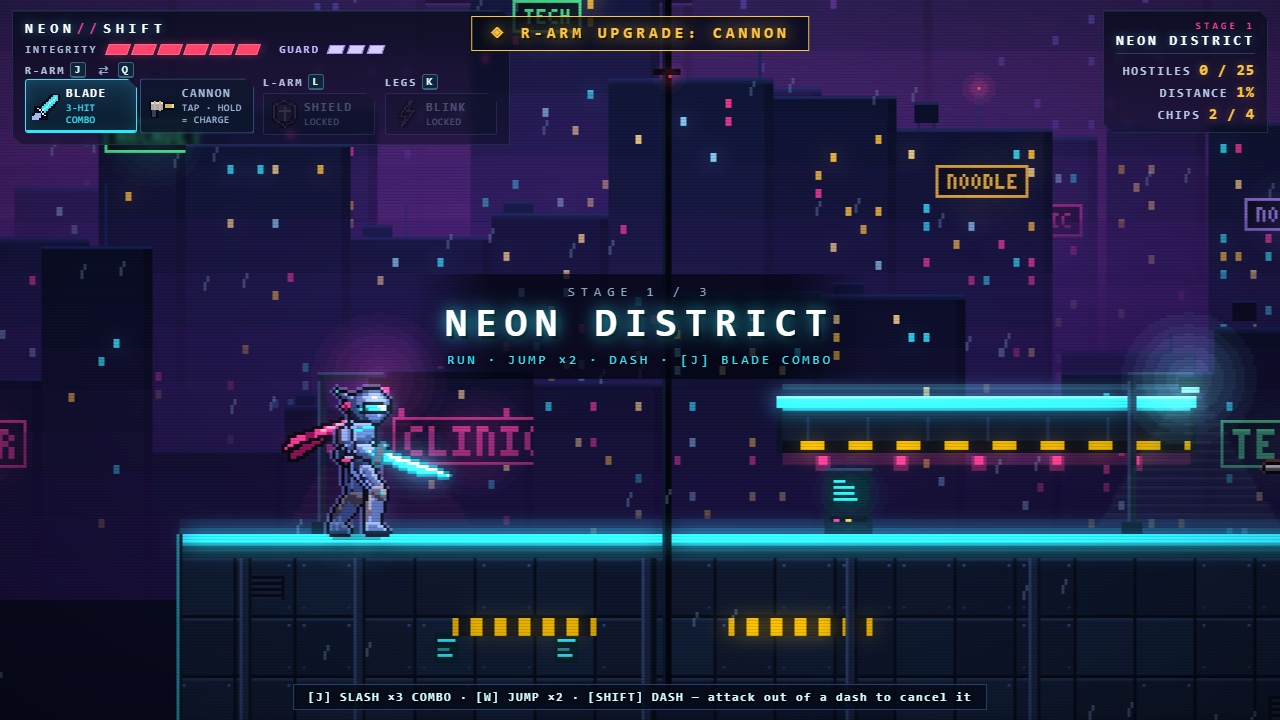 NEON//SHIFT
INTEGRITY
GUARD
R-ARM J ⇄ Q
L-ARM L
LEGS K
BLADE
3-HIT
COMBO
CANNON
TAP · HOLD
= CHARGE
SHIELD
LOCKED
BLINK
LOCKED
TECH
◈ R-ARM UPGRADE: CANNON
STAGE 1
NEON DISTRICT
HOSTILES 0 / 25
DISTANCE 1%
CHIPS 2 / 4
NOODLE
NO
STAGE 1 / 3
NEON DISTRICT
RUN · JUMP ×2 · DASH · [J] BLADE COMBO
R
CLINIC
TE
[J] SLASH ×3 COMBO · [W] JUMP ×2 · [SHIFT] DASH — attack out of a dash to cancel it